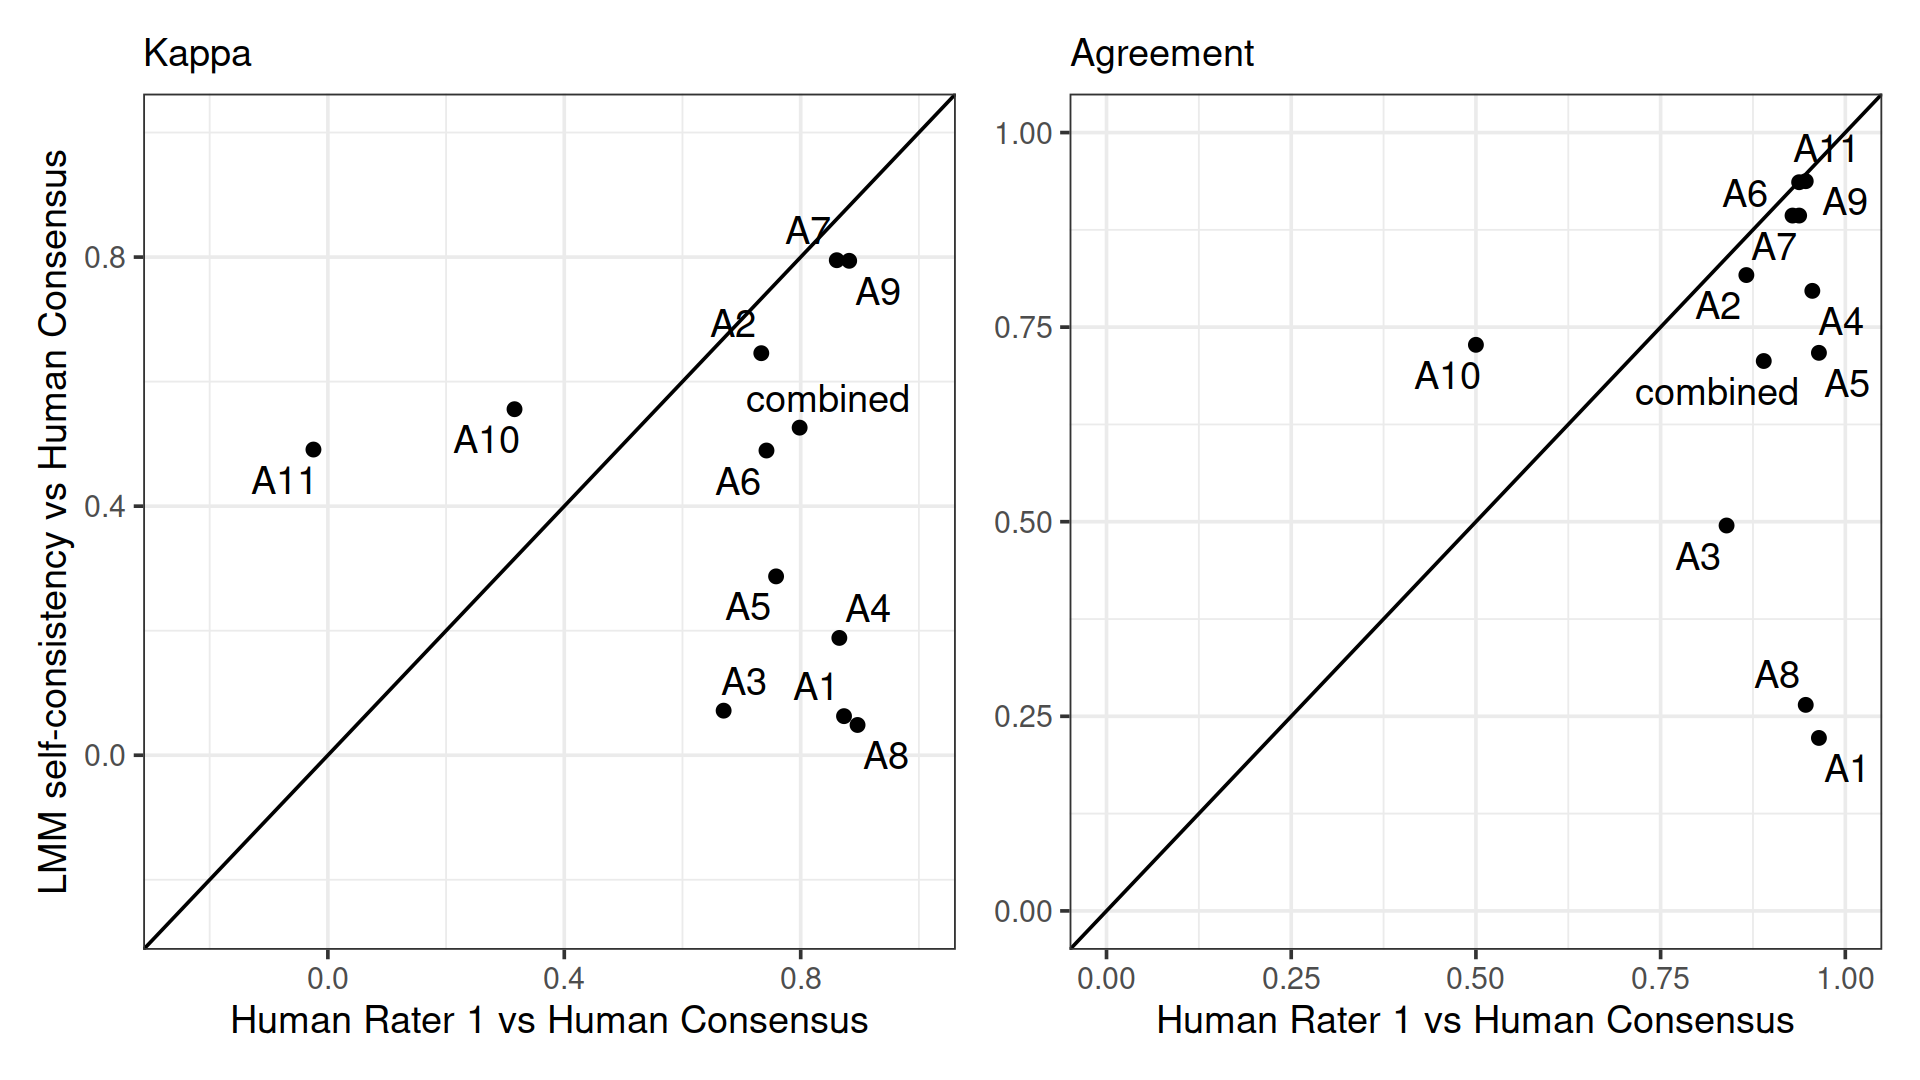 Kappa
LMM self-consistency vs Human Consensus
0.8
0.4
0.0
A7
A9
A2
combined
A10
A11
A6
A5
A4
A3
A1
A8
0.0
0.4
0.8
Human Rater 1 vs Human Consensus
Agreement
1.00
0.75
0.50
0.25
0.00
A11
A6
A9
A7
A2
A4
A10
combined
A5
A3
A8
A1
0.00
0.25
0.50
0.75
1.00
Human Rater 1 vs Human Consensus